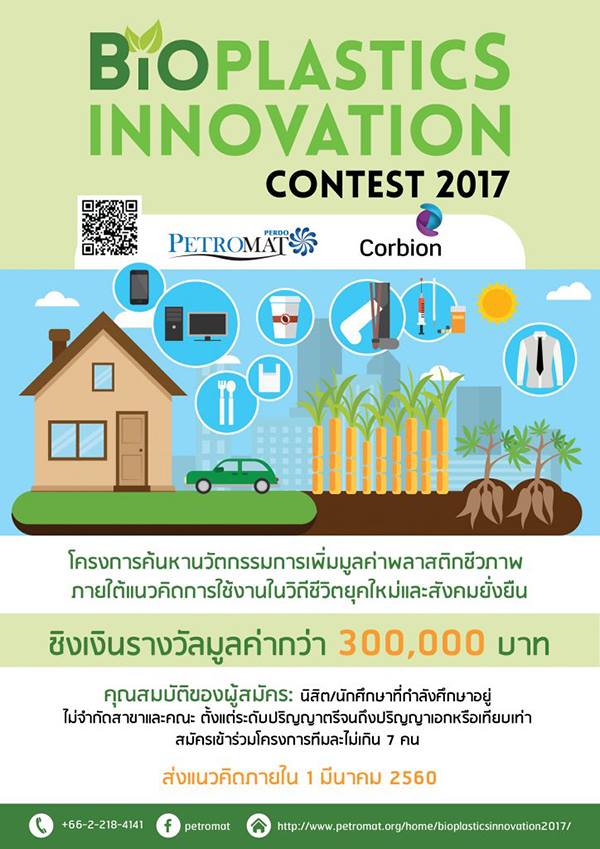 BiOPLASTICS
INNOVATION
CONTEST 2017
PERDO
PETROMAT
Corbion
โครงการค้นหานวัตกรรมการเพิ่มมูลค่าพลาสติกชีวภาพ
ภายใต้แนวคิดการใช้งานในวิถีชีวิตยุคใหม่และสังคมยั่งยืน
ชิงเงินรางวัลมูลค่ากว่า 300,000 บาท
คุณสมบัติของผู้สมัคร: นิสิต/นักศึกษาที่กำลังศึกษาอยู่
ไม่จำกัดสาขาและคณะ ตั้งแต่ระดับปริญญาตรีจนถึงปริญญาเอกหรือเทียบเท่า
สมัครเข้าร่วมโครงการทีมละไม่เกิน 7 คน
ส่งแนวคิดภายใน 1 มีนาคม 2560
+66-2-218-4141 petromat http://www.petromat.org/home/bioplasticsinnovation2017/